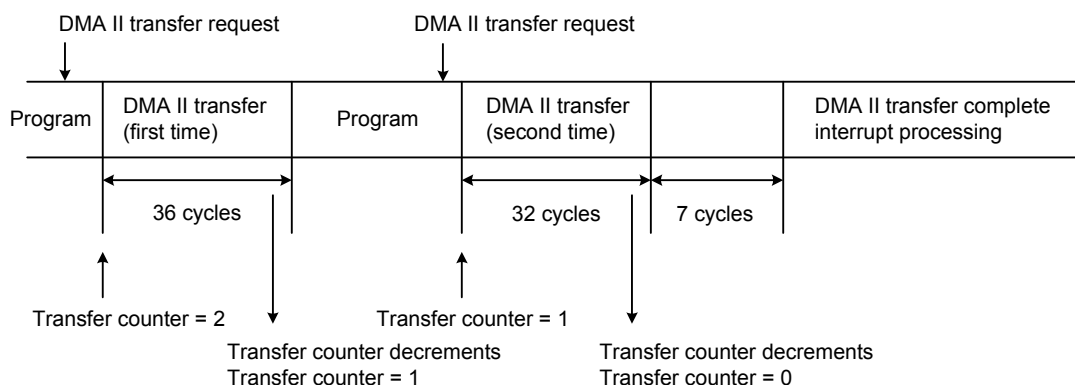 DMA II transfer request
DMA II transfer request
Program
DMA II transfer
(first time)
Program
DMA II transfer
(second time)
DMA II transfer complete
interrupt processing
36 cycles
32 cycles
7 cycles
Transfer counter = 2
Transfer counter = 1
Transfer counter decrements
Transfer counter = 1
Transfer counter decrements
Transfer counter = 0